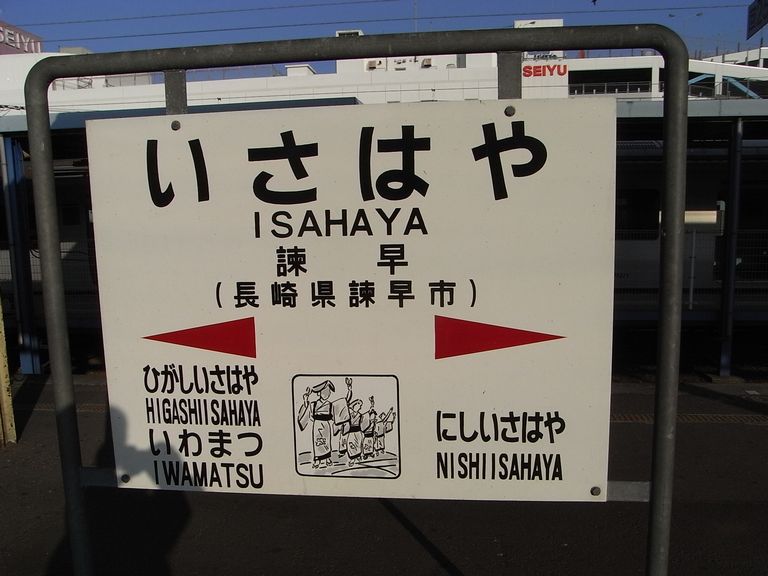 SEIYU
SEIYU
いさはや
ISAHAYA
諫 早
(長崎県諫早市)
ひがしいさはや
HIGASHIISAHAYA
いわまつ
IWAMATSU
にしいさはや
NISHIISAHAYA